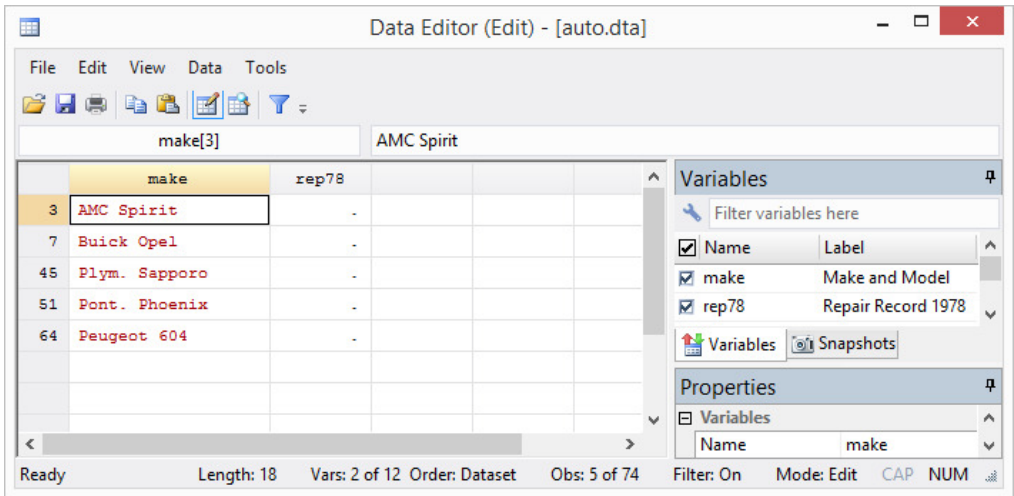 Data Editor (Edit) - [auto.dta]
File Edit View Data Tools
make[3] AMC Spirit
make rep78
3 AMC Spirit .
7 Buick Opel .
45 Plym. Sapporo .
51 Pont. Phoenix .
64 Peugeot 604 .
Variables
Filter variables here
Name Label
make Make and Model
rep78 Repair Record 1978
Variables Snapshots
Properties
Variables
Name make
Ready Length: 18 Vars: 2 of 12 Order: Dataset Obs: 5 of 74 Filter: On Mode: Edit CAP NUM